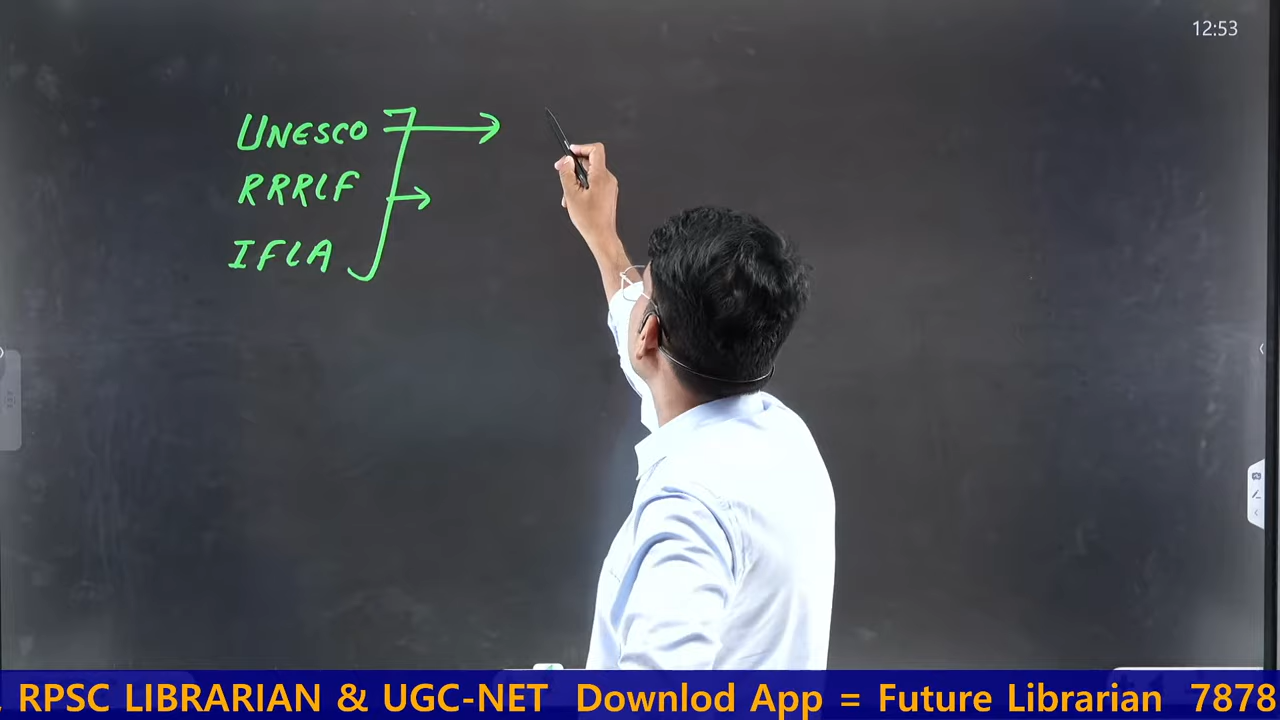 12:53
UNESCO
RRRLF
IFLA
RPSC LIBRARIAN & UGC-NET Downlod App = Future Librarian 7878